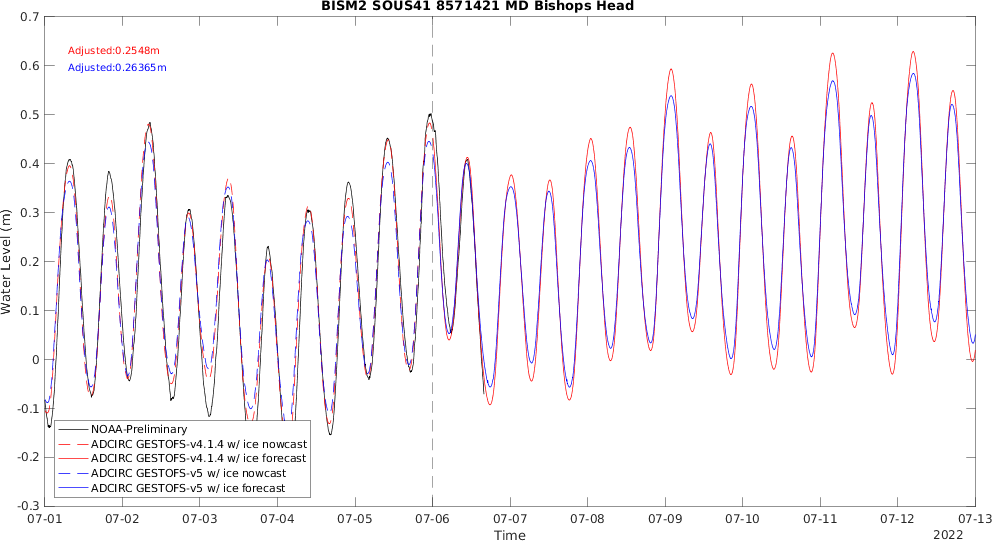 BISM2 SOUS41 8571421 MD Bishops Head
Adjusted:0.2548m
Adjusted:0.26365m
Water Level (m)
0.7
0.6
0.5
0.4
0.3
0.2
0.1
0
-0.1
-0.2
-0.3
NOAA-Preliminary
ADCIRC GESTOFS-v4.1.4 w/ ice nowcast
ADCIRC GESTOFS-v4.1.4 w/ ice forecast
ADCIRC GESTOFS-v5 w/ ice nowcast
ADCIRC GESTOFS-v5 w/ ice forecast
07-01 07-02 07-03 07-04 07-05 07-06 07-07 07-08 07-09 07-10 07-11 07-12 07-13
Time
2022